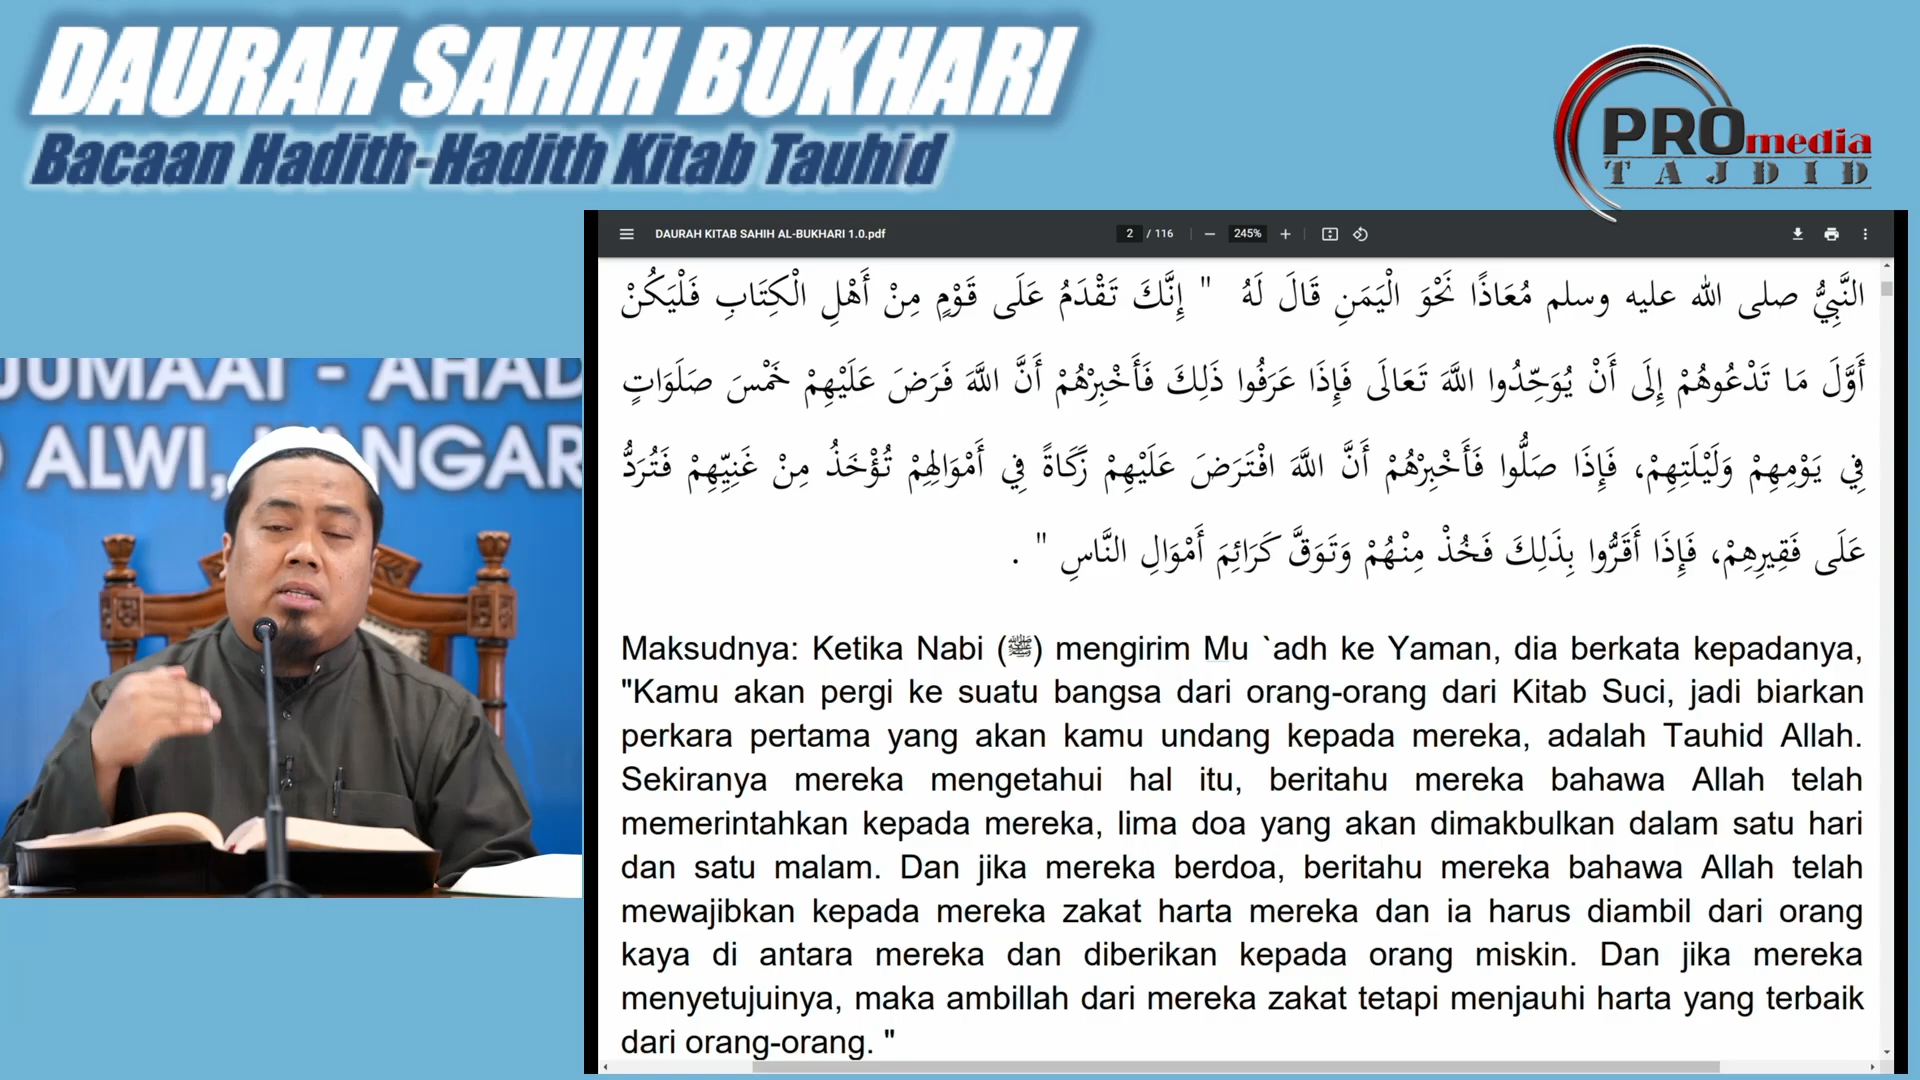 DAURAH SAHIH BUKHARI
Bacaan Hadith-Hadith Kitab Tauhid
PROmedia
TAJDID
DAURAH KITAB SAHIH AL-BUKHARI 1.0.pdf
2 / 116
245%
JUMAAT - AHAD
ALWI, KANGAR
النَّبِيُّ صلى الله عليه وسلم مُعَاذًا نَحْوَ الْيَمَنِ قَالَ لَهُ " إِنَّكَ تَقْدَمُ عَلَى قَوْمٍ مِنْ أَهْلِ الْكِتَابِ فَلْيَكُنْ
أَوَّلَ مَا تَدْعُوهُمْ إِلَى أَنْ يُوَحِّدُوا اللَّهَ تَعَالَى فَإِذَا عَرَفُوا ذَلِكَ فَأَخْبِرْهُمْ أَنَّ اللَّهَ فَرَضَ عَلَيْهِمْ خَمْسَ صَلَوَاتٍ
فِي يَوْمِهِمْ وَلَيْلَتِهِمْ، فَإِذَا صَلُّوا فَأَخْبِرْهُمْ أَنَّ اللَّهَ افْتَرَضَ عَلَيْهِمْ زَكَاةً فِي أَمْوَالِهِمْ تُؤْخَذُ مِنْ غَنِيِّهِمْ فَتُرَدُّ
عَلَى فَقِيرِهِمْ، فَإِذَا أَقَرُّوا بِذَلِكَ فَخُذْ مِنْهُمْ وَتَوَقَّ كَرَائِمَ أَمْوَالِ النَّاسِ " .
Maksudnya: Ketika Nabi (ﷺ) mengirim Mu `adh ke Yaman, dia berkata kepadanya,
"Kamu akan pergi ke suatu bangsa dari orang-orang dari Kitab Suci, jadi biarkan
perkara pertama yang akan kamu undang kepada mereka, adalah Tauhid Allah.
Sekiranya mereka mengetahui hal itu, beritahu mereka bahawa Allah telah
memerintahkan kepada mereka, lima doa yang akan dimakbulkan dalam satu hari
dan satu malam. Dan jika mereka berdoa, beritahu mereka bahawa Allah telah
mewajibkan kepada mereka zakat harta mereka dan ia harus diambil dari orang
kaya di antara mereka dan diberikan kepada orang miskin. Dan jika mereka
menyetujuinya, maka ambillah dari mereka zakat tetapi menjauhi harta yang terbaik
dari orang-orang. "